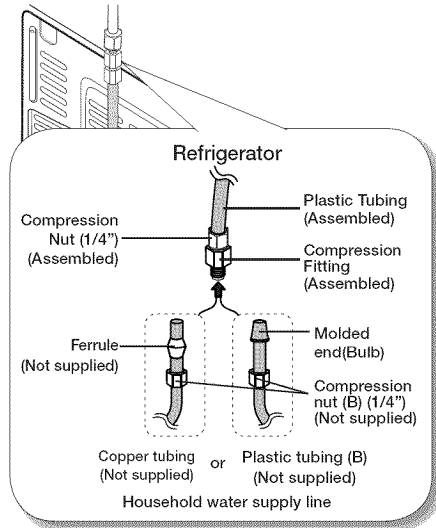 Refrigerator
Compression
Nut (1/4")
(Assembled)
Plastic Tubing
(Assembled)
Compression
Fitting
(Assembled)
Ferrule
(Not supplied)
Molded
end(Bulb)
Compression
nut (B) (1/4")
(Not supplied)
Copper tubing
(Not supplied)
or
Plastic tubing (B)
(Not supplied)
Household water supply line